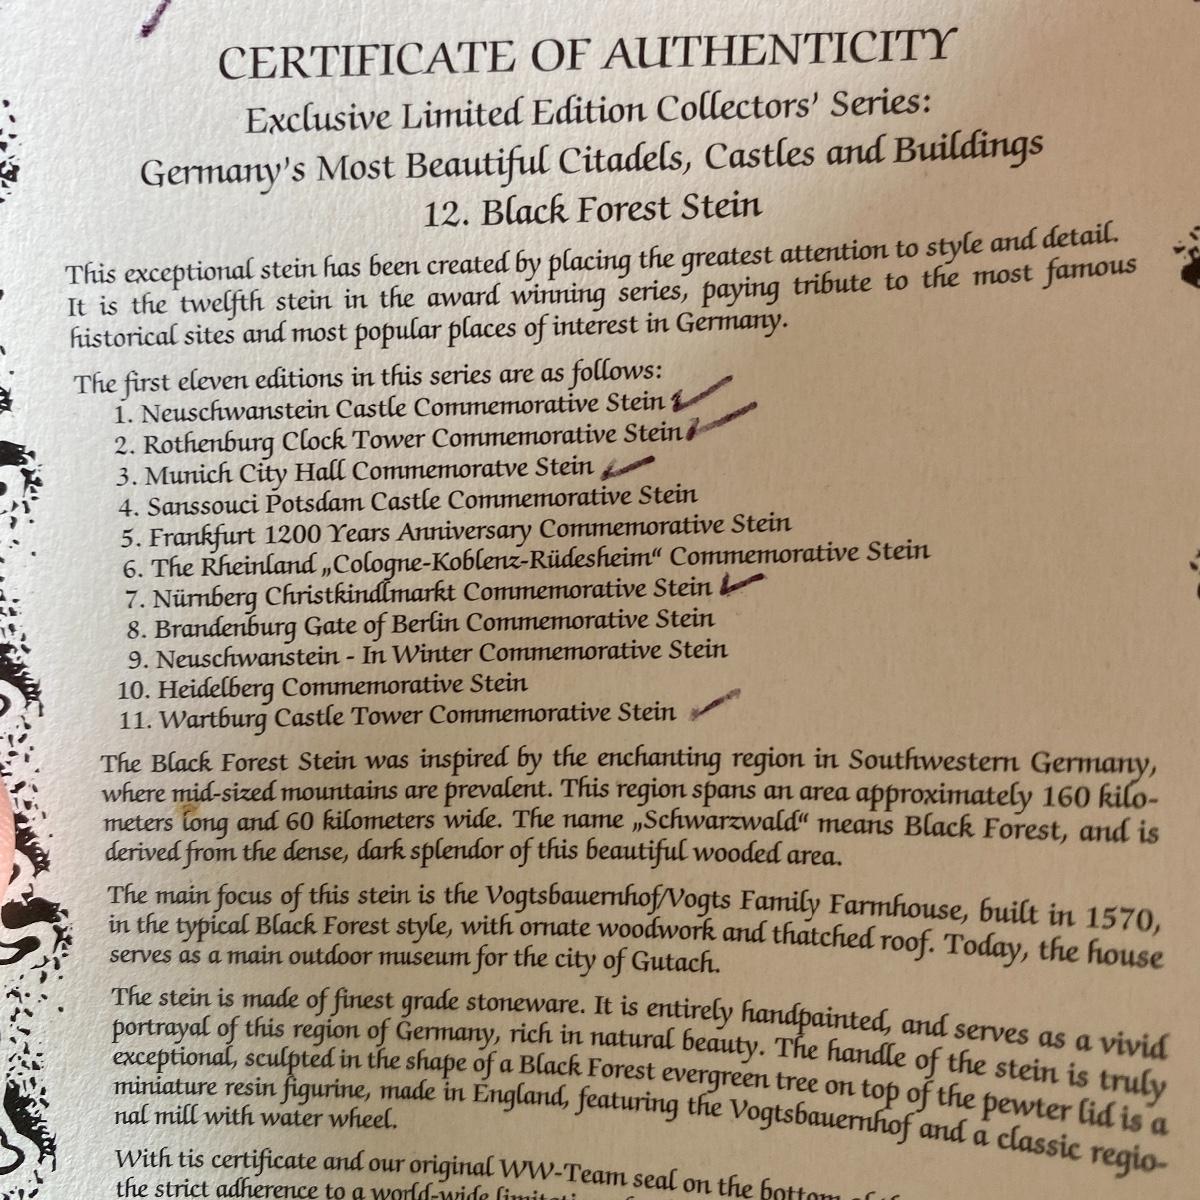 CERTIFICATE OF AUTHENTICITY
Exclusive Limited Edition Collectors' Series:
Germany's Most Beautiful Citadels, Castles and Buildings
12. Black Forest Stein
This exceptional stein has been created by placing the greatest attention to style and detail.
It is the twelfth stein in the award winning series, paying tribute to the most famous
historical sites and most popular places of interest in Germany.
The first eleven editions in this series are as follows:
1. Neuschwanstein Castle Commemorative Stein
2. Rothenburg Clock Tower Commemorative Stein
3. Munich City Hall Commemoratve Stein
4. Sanssouci Potsdam Castle Commemorative Stein
5. Frankfurt 1200 Years Anniversary Commemorative Stein
6. The Rheinland „Cologne-Koblenz-Rüdesheim“ Commemorative Stein
7. Nürnberg Christkindlmarkt Commemorative Stein
8. Brandenburg Gate of Berlin Commemorative Stein
9. Neuschwanstein - In Winter Commemorative Stein
10. Heidelberg Commemorative Stein
11. Wartburg Castle Tower Commemorative Stein
The Black Forest Stein was inspired by the enchanting region in Southwestern Germany,
where mid-sized mountains are prevalent. This region spans an area approximately 160 kilo-
meters long and 60 kilometers wide. The name „Schwarzwald“ means Black Forest, and is
derived from the dense, dark splendor of this beautiful wooded area.
The main focus of this stein is the Vogtsbauernhof/Vogts Family Farmhouse, built in 1570,
in the typical Black Forest style, with ornate woodwork and thatched roof. Today, the house
serves as a main outdoor museum for the city of Gutach.
The stein is made of finest grade stoneware. It is entirely handpainted, and serves as a vivid
portrayal of this region of Germany, rich in natural beauty. The handle of the stein is truly
exceptional, sculpted in the shape of a Black Forest evergreen tree on top of the pewter lid is a
miniature resin figurine, made in England, featuring the Vogtsbauernhof and a classic regio-
nal mill with water wheel.
With tis certificate and our original WW-Team seal on the bottom of
the strict adherence to a world-wide